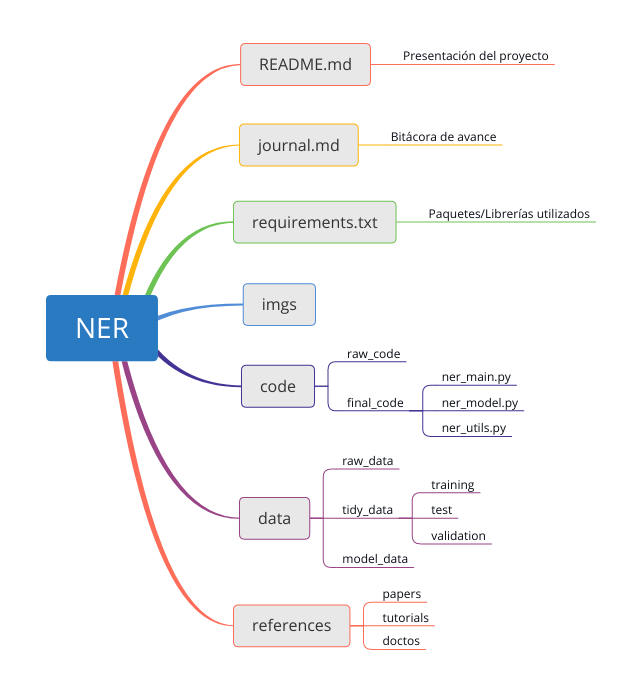 NER
README.md
Presentación del proyecto
journal.md
Bitácora de avance
requirements.txt
Paquetes/Librerías utilizados
imgs
code
raw_code
final_code
ner_main.py
ner_model.py
ner_utils.py
data
raw_data
tidy_data
training
test
validation
model_data
references
papers
tutorials
doctos